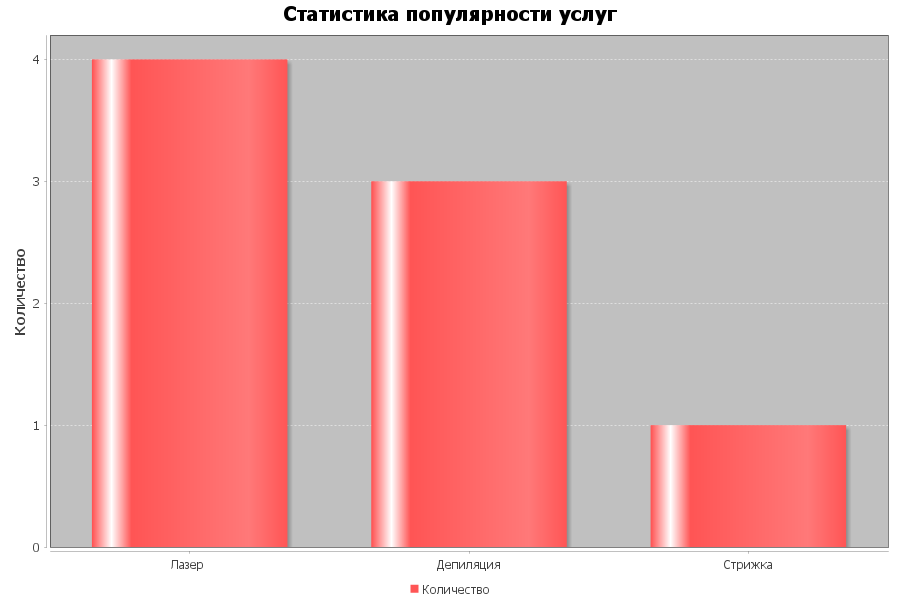 Статистика популярности услуг
Количество
4
3
2
1
0
Лазер
Депиляция
Стрижка
Количество